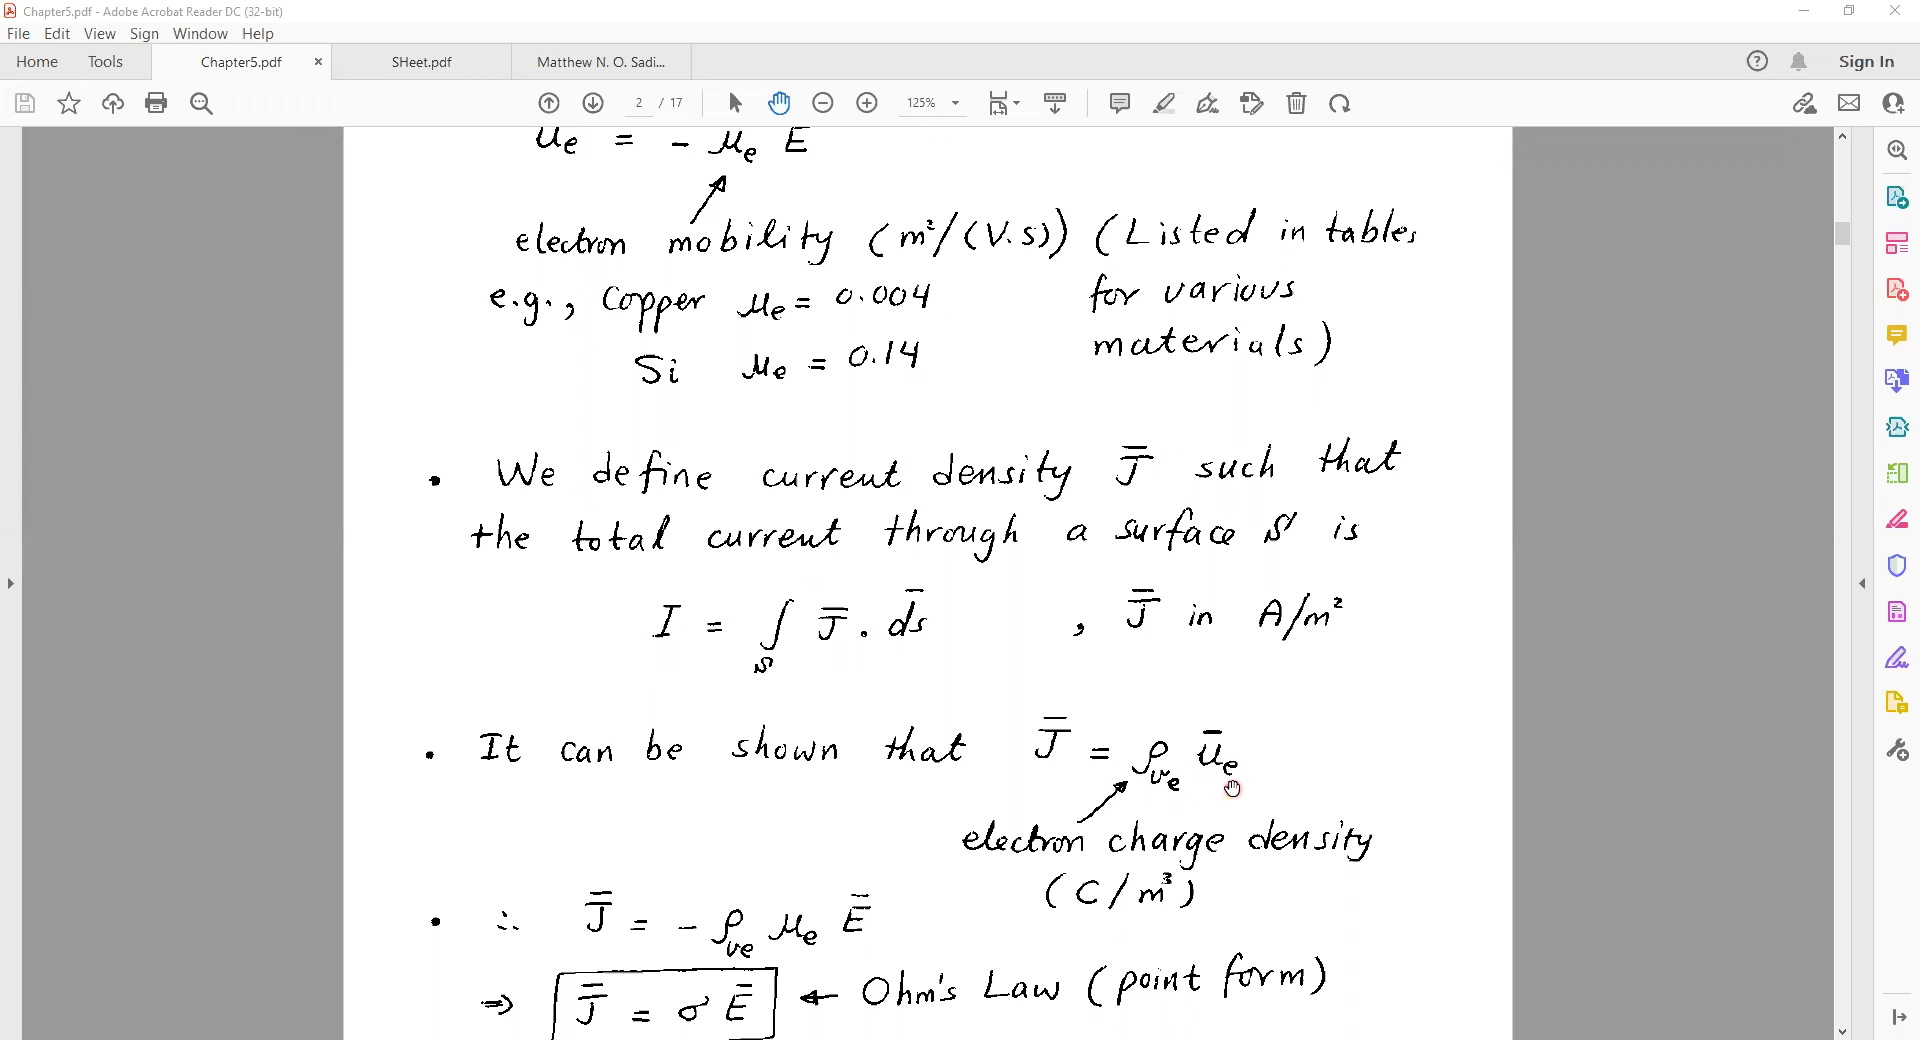 Chapter5.pdf - Adobe Acrobat Reader DC (32-bit)
File Edit View Sign Window Help
Home Tools Chapter5.pdf × SHeet.pdf Matthew N. O. Sadi... Sign In
2 / 17 125%
u̅e = - μe E̅
electron mobility (m²/(V.s)) (Listed in tables
e.g., Copper μe = 0.004 for various
Si μe = 0.14 materials)
• We define current density J̅ such that
the total current through a surface S is
I = ∫S J̅ . d̅s , J̅ in A/m²
• It can be shown that J̅ = ρve u̅e
electron charge density
(C/m³)
• ∴ J̅ = - ρve μe E̅
⇒ J̅ = σ E̅ ← Ohm's Law (point form)